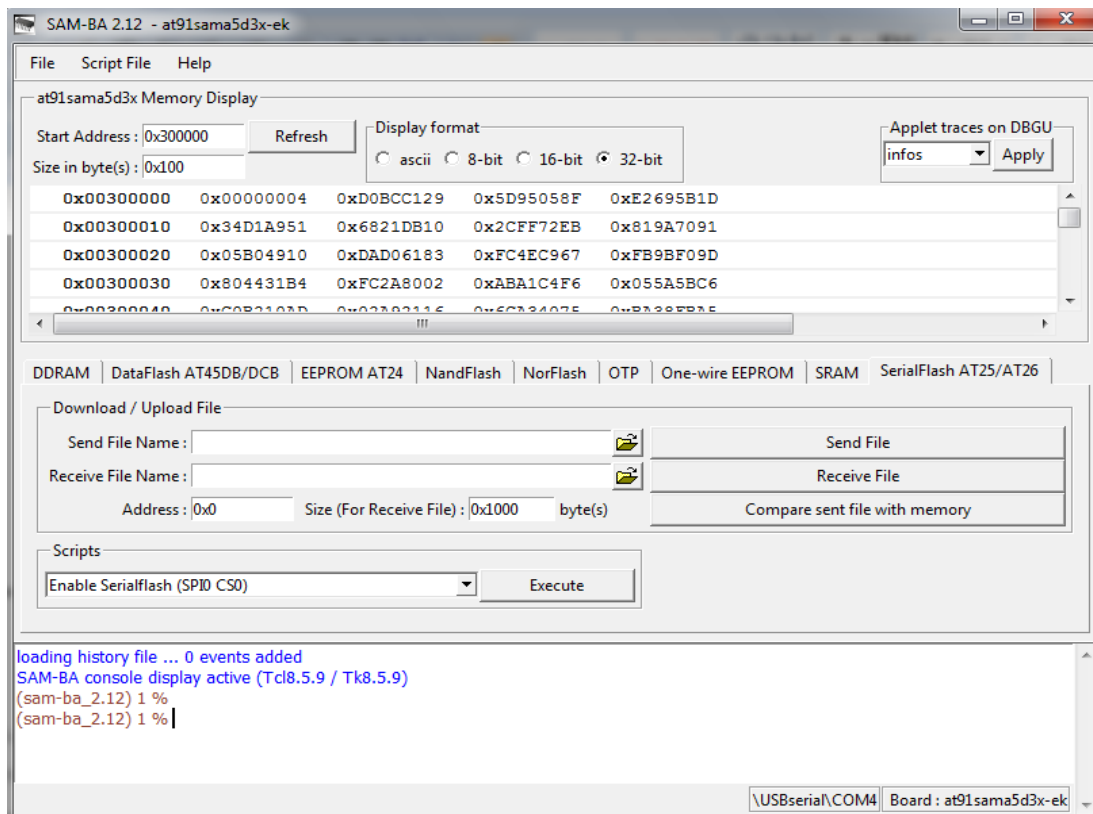 SAM-BA 2.12 - at91sama5d3x-ek
File Script File Help
at91sama5d3x Memory Display
Start Address : 0x300000 Refresh
Size in byte(s) : 0x100
Display format
ascii 8-bit 16-bit 32-bit
Applet traces on DBGU
infos Apply
0x00300000 0x00000004 0xD0BCC129 0x5D95058F 0xE2695B1D
0x00300010 0x34D1A951 0x6821DB10 0x2CFF72EB 0x819A7091
0x00300020 0x05B04910 0xDAD06183 0xFC4EC967 0xFB9BF09D
0x00300030 0x804431B4 0xFC2A8002 0xABA1C4F6 0x055A5BC6
DDRAM DataFlash AT45DB/DCB EEPROM AT24 NandFlash NorFlash OTP One-wire EEPROM SRAM SerialFlash AT25/AT26
Download / Upload File
Send File Name : Send File
Receive File Name : Receive File
Address : 0x0 Size (For Receive File) : 0x1000 byte(s) Compare sent file with memory
Scripts
Enable Serialflash (SPI0 CS0) Execute
loading history file ... 0 events added
SAM-BA console display active (Tcl8.5.9 / Tk8.5.9)
(sam-ba_2.12) 1 %
(sam-ba_2.12) 1 %
\USBserial\COM4 Board : at91sama5d3x-ek